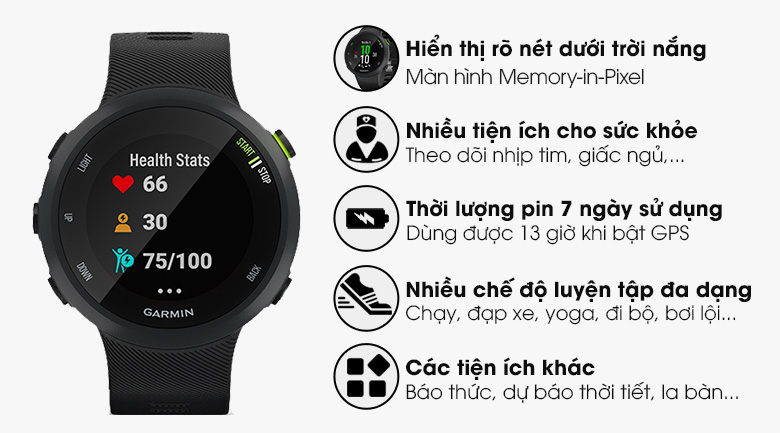 Health Stats
66
30
75/100
LIGHT
UP
DOWN
START
STOP
BACK
GARMIN
Hiển thị rõ nét dưới trời nắng
Màn hình Memory-in-Pixel
Nhiều tiện ích cho sức khỏe
Theo dõi nhịp tim, giấc ngủ,...
Thời lượng pin 7 ngày sử dụng
Dùng được 13 giờ khi bật GPS
Nhiều chế độ luyện tập đa dạng
Chạy, đạp xe, yoga, đi bộ, bơi lội...
Các tiện ích khác
Báo thức, dự báo thời tiết, la bàn...